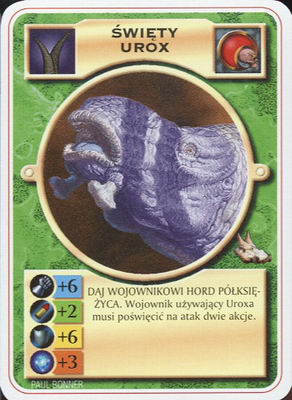 ŚWIĘTY
UROX
DAJ WOJOWNIKOWI HORD PÓŁKSIĘ-
ŻYCA. Wojownik używający Uroxa
musi poświęcić na atak dwie akcje.
+6
+2
+6
+3
PAUL BONNER